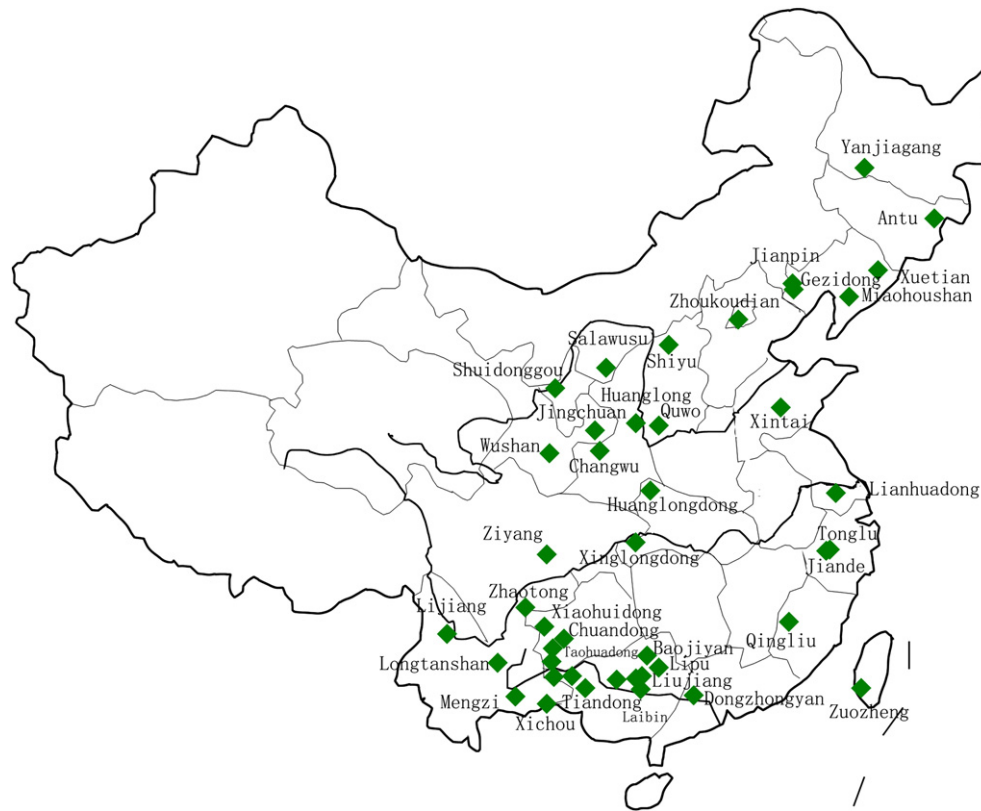 Yanjiagang
Antu
Jianpin
Gezidong
Xuetian
Zhoukoudian
Miaohoushan
Salawusu
Shiyu
Shuidonggou
Huanglong
Jingchuan
Quwo
Xintai
Wushan
Changwu
Lianhuadong
Huanglongdong
Ziyang
Xinglongdong
Tonglu
Jiande
Zhaotong
Lijiang
Xiaohuidong
Chuandong
Qingliu
Taohuadong
Baojiyan
Longtanshan
Lipu
Liujiang
Mengzi
Tiandong
Dongzhongyan
Xichou
Laibin
Zuozheng